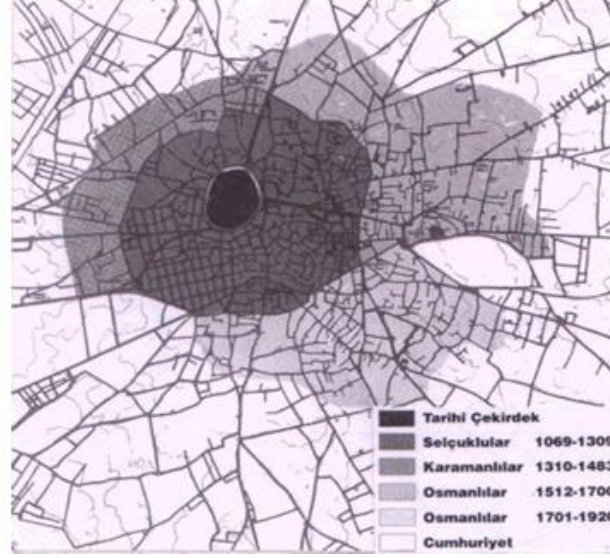 Tarihi Çekirdek
Selçuklular 1069-1309
Karamanlılar 1310-1483
Osmanlılar 1512-1700
Osmanlılar 1701-1920
Cumhuriyet